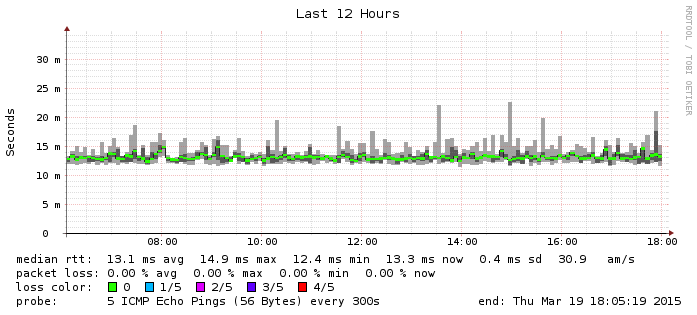 Last 12 Hours
RRDTOOL / TOBI OETIKER
Seconds
30 m
25 m
20 m
15 m
10 m
5 m
0
08:00 10:00 12:00 14:00 16:00 18:00
median rtt: 13.1 ms avg 14.9 ms max 12.4 ms min 13.3 ms now 0.4 ms sd 30.9 am/s
packet loss: 0.00 % avg 0.00 % max 0.00 % min 0.00 % now
loss color: 0 1/5 2/5 3/5 4/5
probe: 5 ICMP Echo Pings (56 Bytes) every 300s end: Thu Mar 19 18:05:19 2015